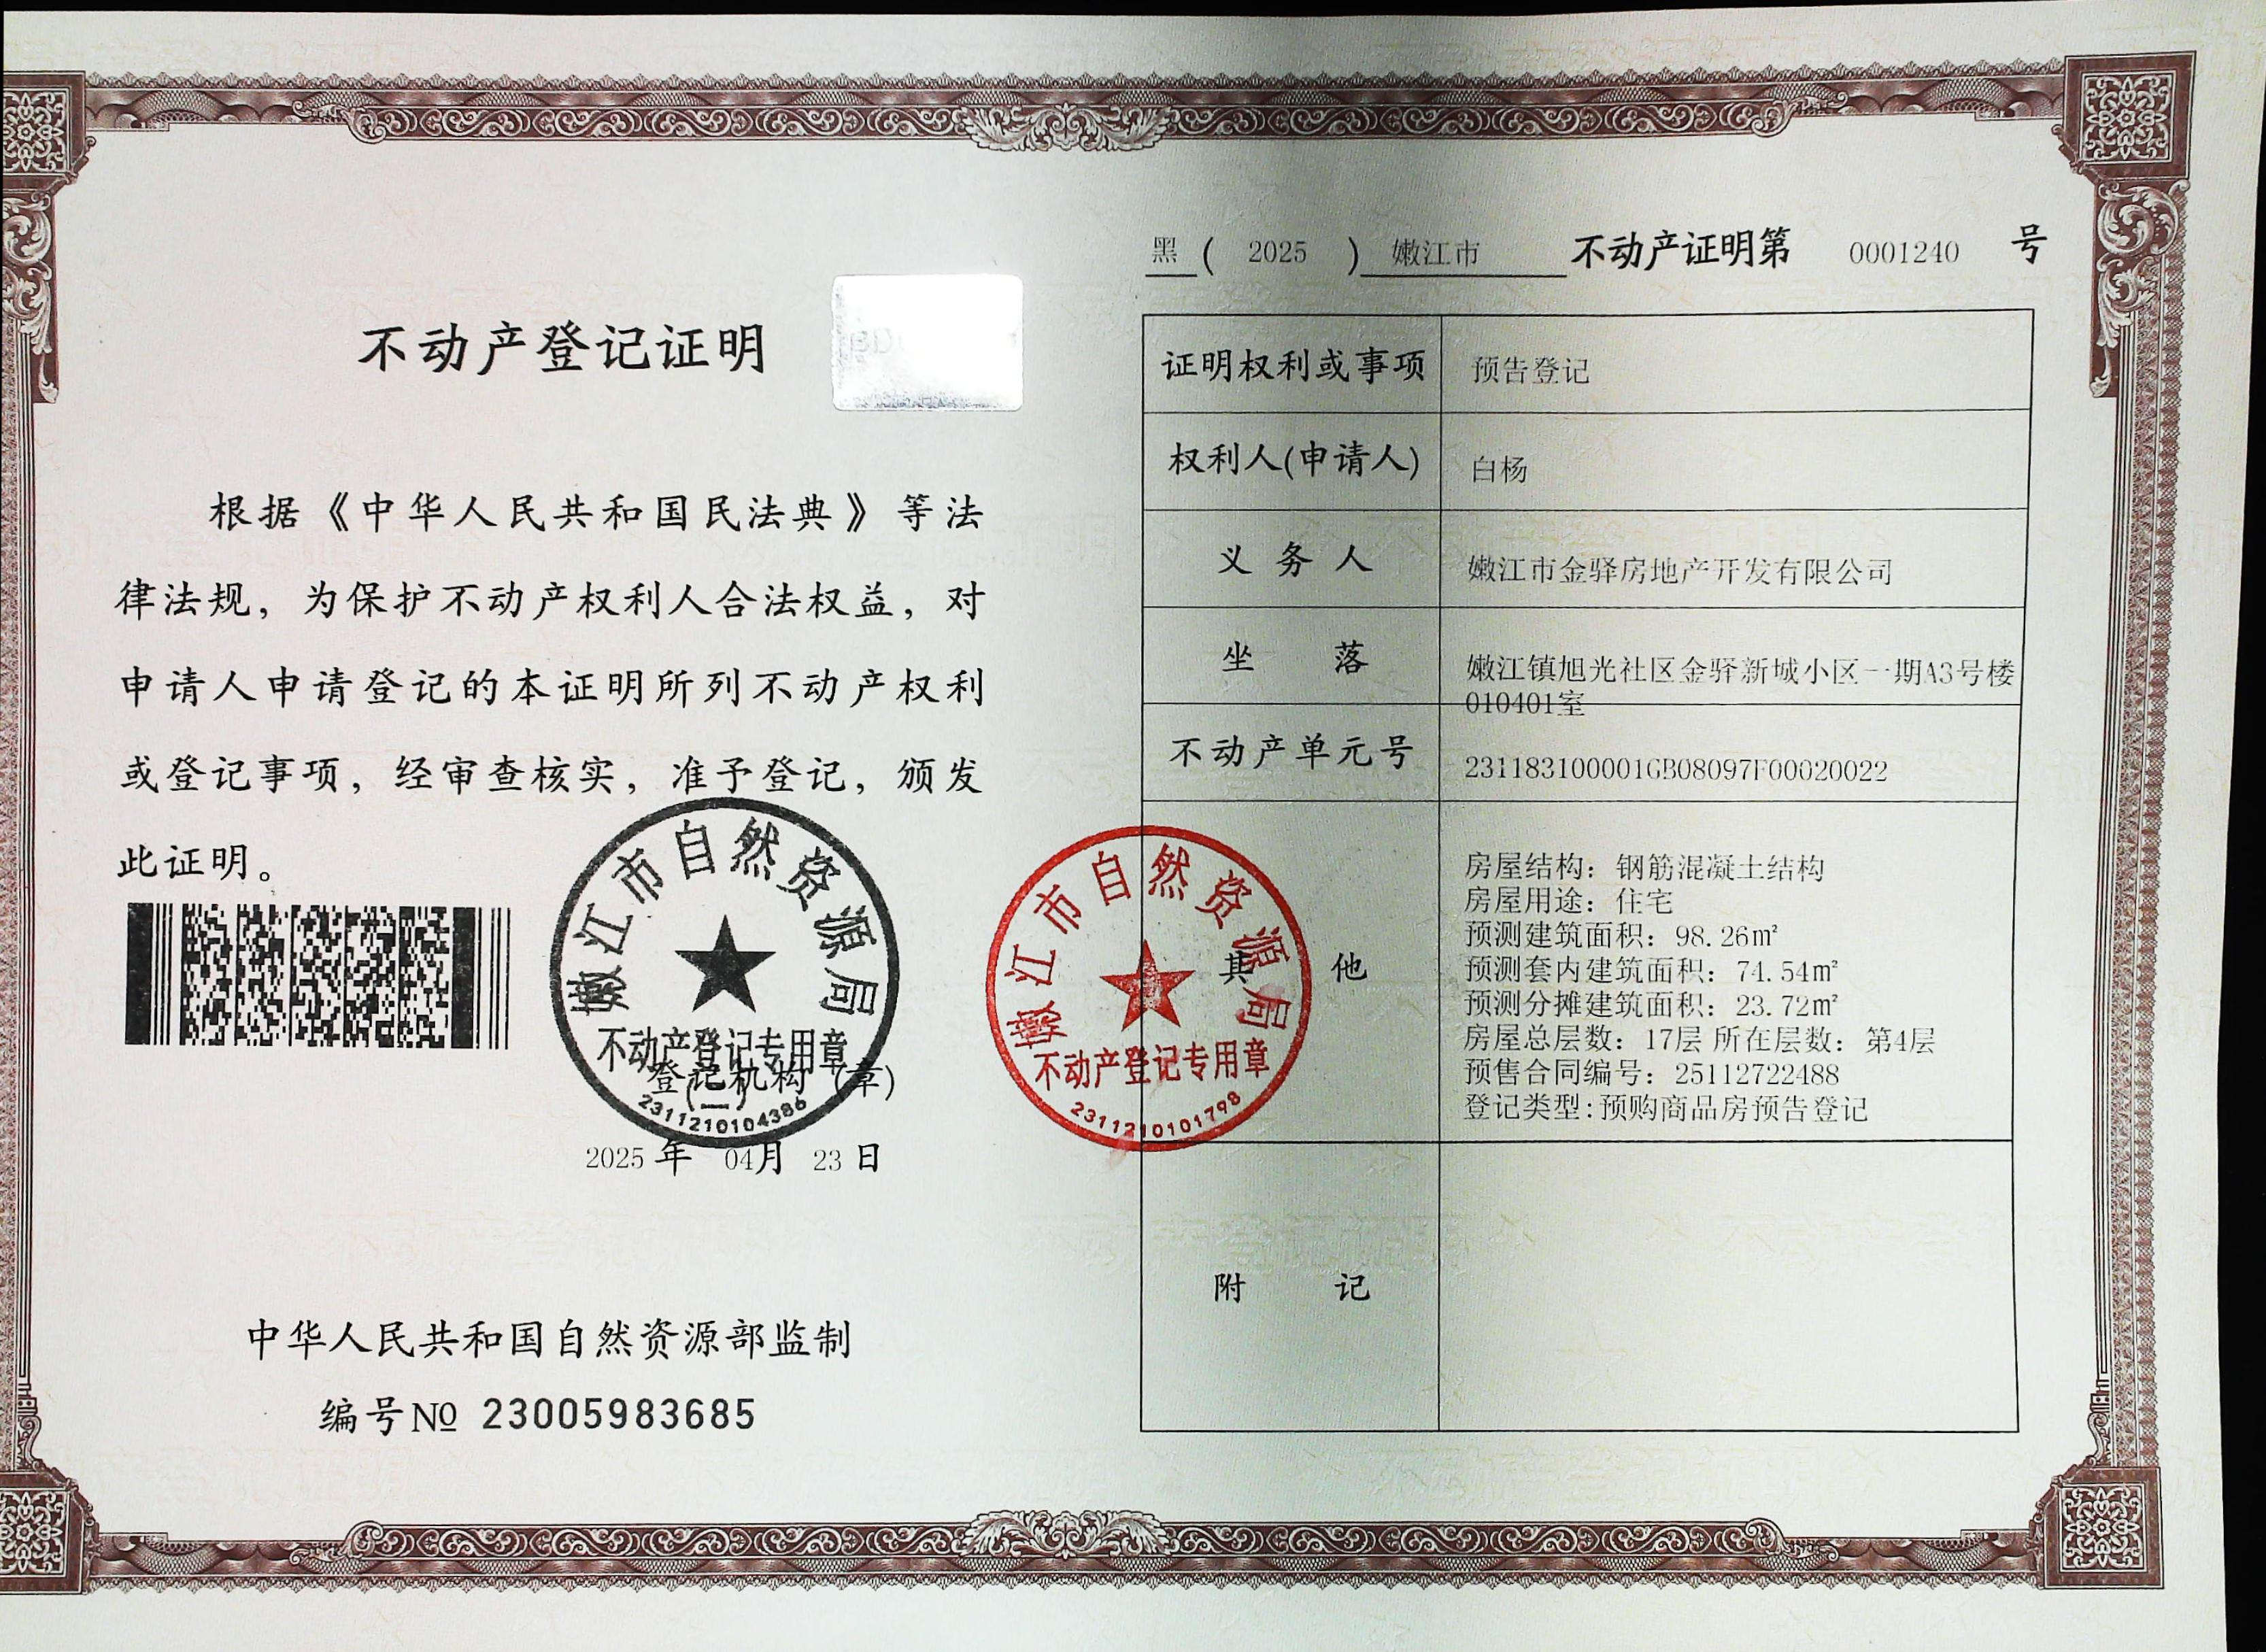 不动产登记证明
根据《中华人民共和国民法典》等法
律法规，为保护不动产权利人合法权益，对
申请人申请登记的本证明所列不动产权利
或登记事项，经审查核实，准予登记，颁发
此证明。
嫩江市自然资源局
不动产登记专用章
登记机构（章）
(二)
2311210104386
2025 年 04月 23 日
中华人民共和国自然资源部监制
编号№ 23005983685
黑 ( 2025 ) 嫩江市 不动产证明第 0001240 号
证明权利或事项 预告登记
权利人(申请人) 白杨
义务人 嫩江市金驿房地产开发有限公司
坐落 嫩江镇旭光社区金驿新城小区一期A3号楼
010401室
不动产单元号 231183100001GB08097F00020022
其他
房屋结构：钢筋混凝土结构
房屋用途：住宅
预测建筑面积：98.26㎡
预测套内建筑面积：74.54㎡
预测分摊建筑面积：23.72㎡
房屋总层数：17层 所在层数：第4层
预售合同编号：25112722488
登记类型:预购商品房预告登记
嫩江市自然资源局
不动产登记专用章
2311210101798
附记